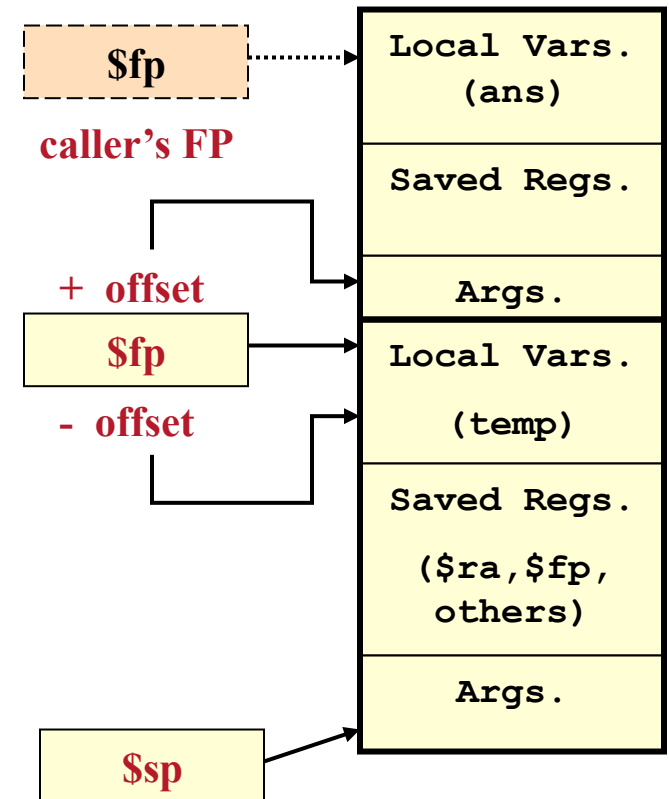 $fp
caller's FP
+ offset
$fp
- offset
$sp
Local Vars.
(ans)
Saved Regs.
Args.
Local Vars.
(temp)
Saved Regs.
($ra,$fp,
others)
Args.